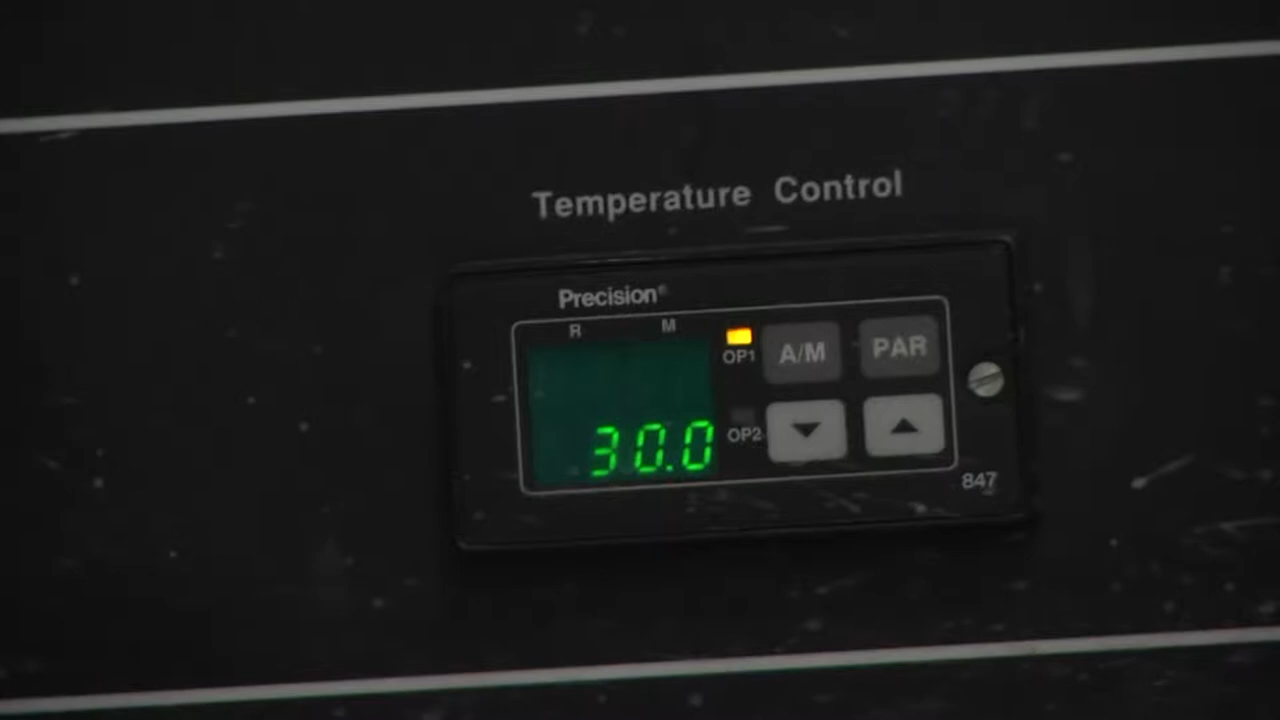 Temperature Control
Precision®
R M
OP1 A/M PAR
30.0 OP2
847